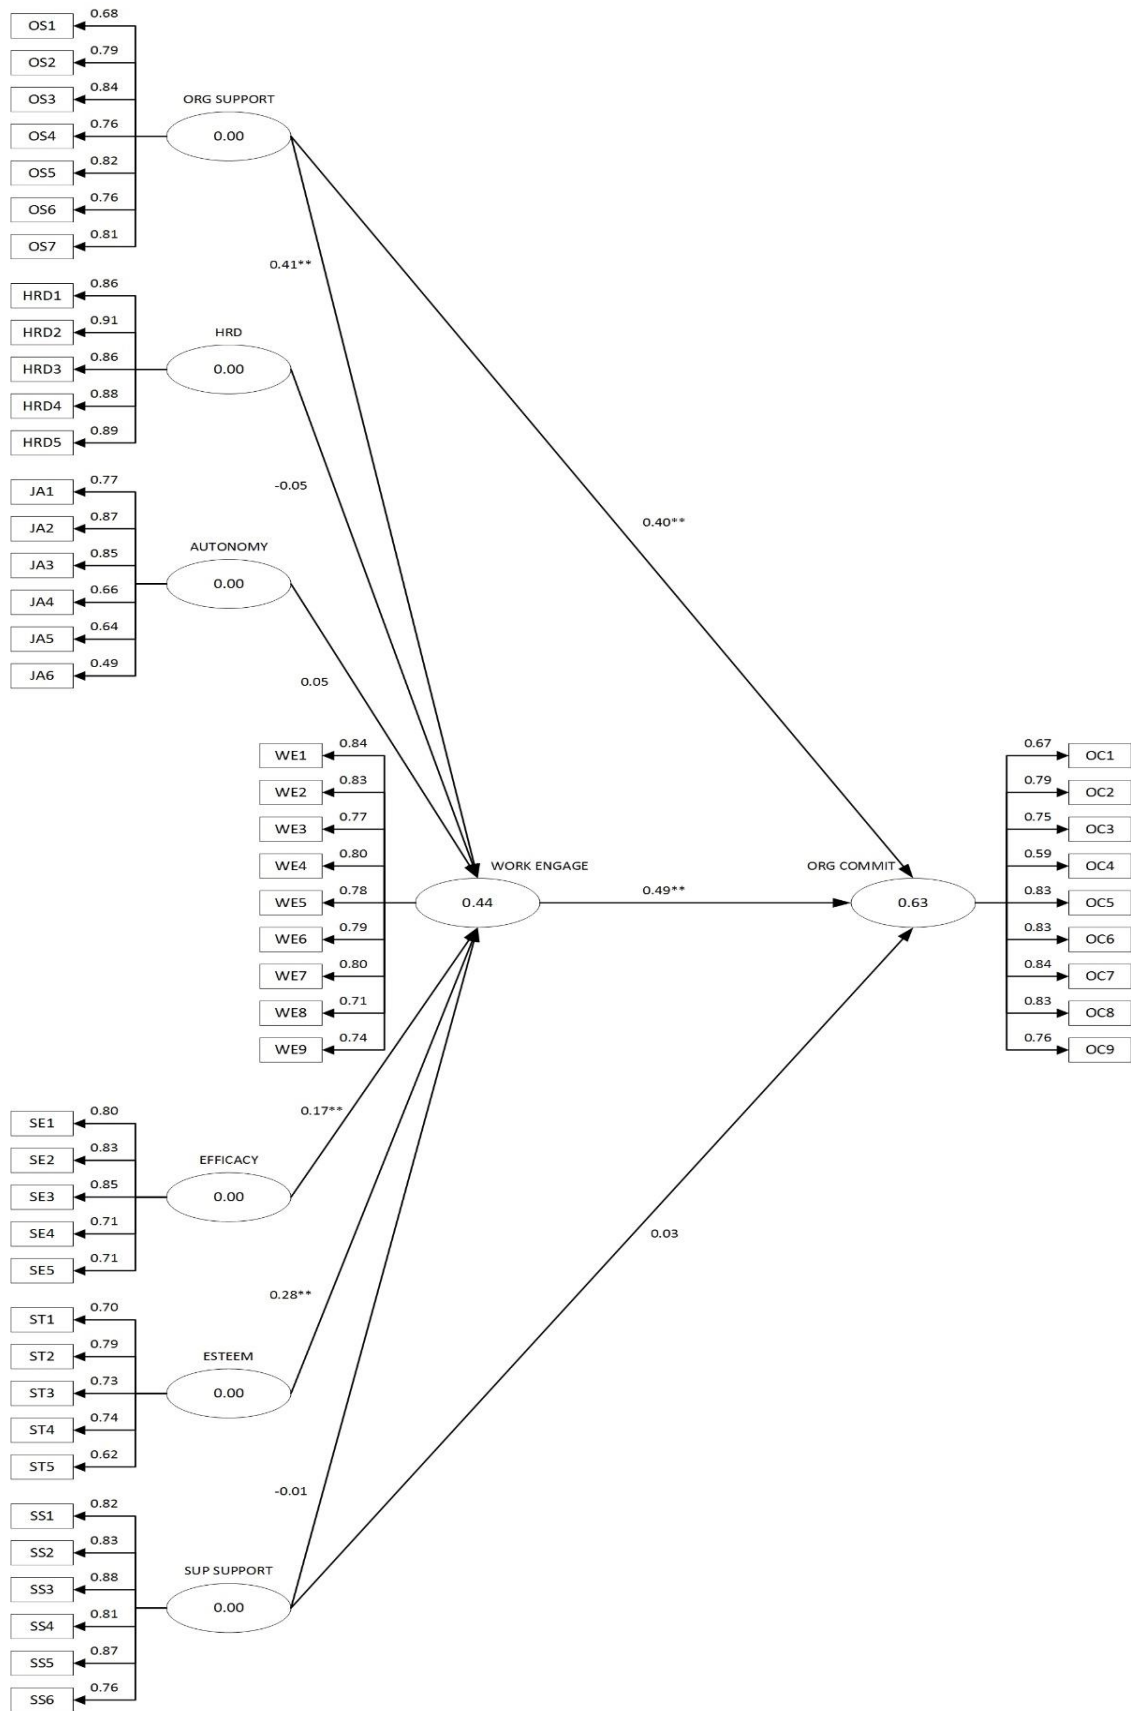 0.68
OS1
0.79
OS2
0.84
OS3
ORG SUPPORT
0.76
OS4
0.00
0.82
OS5
0.76
OS6
0.81
OS7
0.41**
0.86
HRD1
0.91
HRD2
HRD
0.86
HRD3
0.00
0.88
HRD4
0.89
HRD5
0.77
JA1
-0.05
0.87
JA2
0.40**
0.85
JA3
AUTONOMY
0.66
JA4
0.00
0.64
JA5
0.49
JA6
0.05
0.84
WE1
0.83
WE2
0.77
WE3
0.80
WE4
WORK ENGAGE
0.78
WE5
0.44
0.79
WE6
0.80
WE7
0.71
WE8
0.74
WE9
0.49**
ORG COMMIT
0.63
0.67
OC1
0.79
OC2
0.75
OC3
0.59
OC4
0.83
OC5
0.83
OC6
0.84
OC7
0.83
OC8
0.76
OC9
0.80
SE1
0.17**
0.83
SE2
EFFICACY
0.85
SE3
0.00
0.71
SE4
0.03
0.71
SE5
0.28**
0.70
ST1
0.79
ST2
ESTEEM
0.73
ST3
0.00
0.74
ST4
0.62
ST5
-0.01
0.82
SS1
0.83
SS2
SUP SUPPORT
0.88
SS3
0.00
0.81
SS4
0.87
SS5
0.76
SS6